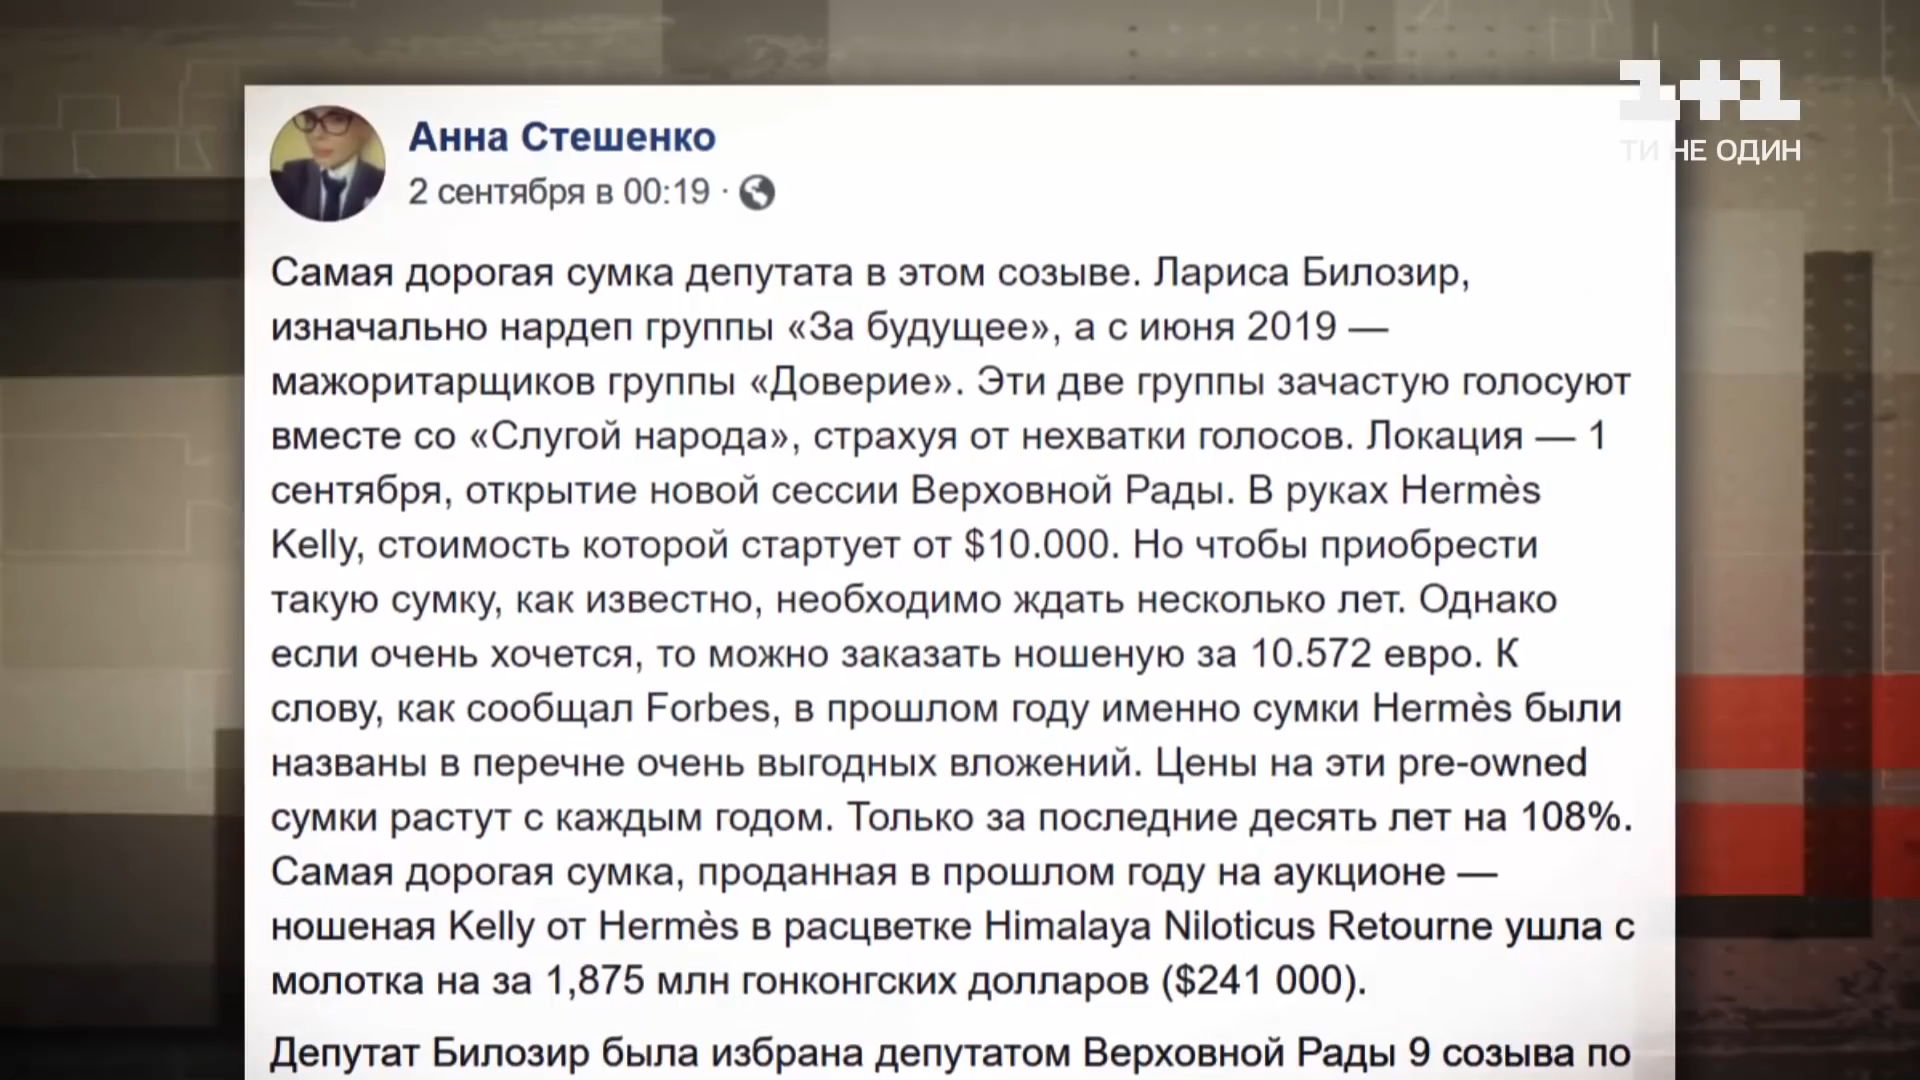 1+1
ТИ НЕ ОДИН
Анна Стешенко
2 сентября в 00:19 ·
Самая дорогая сумка депутата в этом созыве. Лариса Билозир,
изначально нардеп группы «За будущее», а с июня 2019 —
мажоритарщиков группы «Доверие». Эти две группы зачастую голосуют
вместе со «Слугой народа», страхуя от нехватки голосов. Локация — 1
сентября, открытие новой сессии Верховной Рады. В руках Hermès
Kelly, стоимость которой стартует от $10.000. Но чтобы приобрести
такую сумку, как известно, необходимо ждать несколько лет. Однако
если очень хочется, то можно заказать ношеную за 10.572 евро. К
слову, как сообщал Forbes, в прошлом году именно сумки Hermès были
названы в перечне очень выгодных вложений. Цены на эти pre-owned
сумки растут с каждым годом. Только за последние десять лет на 108%.
Самая дорогая сумка, проданная в прошлом году на аукционе —
ношеная Kelly от Hermès в расцветке Himalaya Niloticus Retourne ушла с
молотка на за 1,875 млн гонконгских долларов ($241 000).
Депутат Билозир была избрана депутатом Верховной Рады 9 созыва по